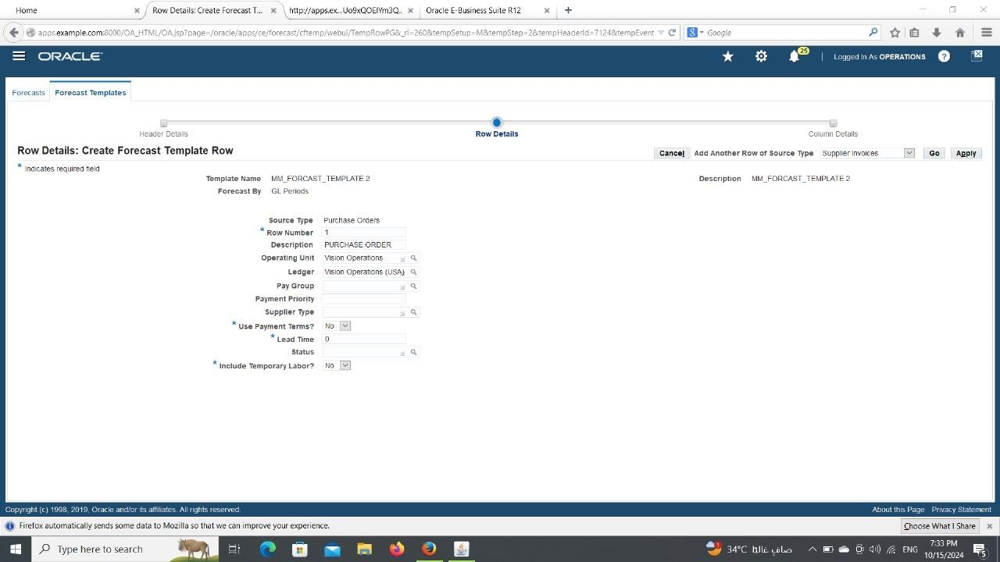 Home
Row Details: Create Forecast T...
http://apps.ex...Uo9xQOEIYm3Q..
Oracle E-Business Suite R12
apps.example.com:8000/OA_HTML/OA.jsp?page=/oracle/apps/ce/forecast/cftemp/webui/TempRowPG&_ri=260&tempSetup=M&tempStep=2&tempHeaderId=7124&tempEvent
Google
ORACLE
25
Logged In As OPERATIONS
Forecasts
Forecast Templates
Header Details
Row Details
Column Details
Row Details: Create Forecast Template Row
Cancel
Add Another Row of Source Type
Supplier Invoices
Go
Apply
* Indicates required field
Template Name MM_FORCAST_TEMPLATE 2
Description MM_FORCAST_TEMPLATE 2
Forecast By GL Periods
Source Type Purchase Orders
* Row Number 1
Description PURCHASE ORDER
Operating Unit Vision Operations
Ledger Vision Operations (USA)
Pay Group
Payment Priority
Supplier Type
* Use Payment Terms? No
* Lead Time 0
Status
* Include Temporary Labor? No
Copyright (c) 1998, 2019, Oracle and/or its affiliates. All rights reserved.
About this Page Privacy Statement
Firefox automatically sends some data to Mozilla so that we can improve your experience.
Choose What I Share
Type here to search
34°C صافٍ غالبًا
ENG
7:33 PM
10/15/2024
5